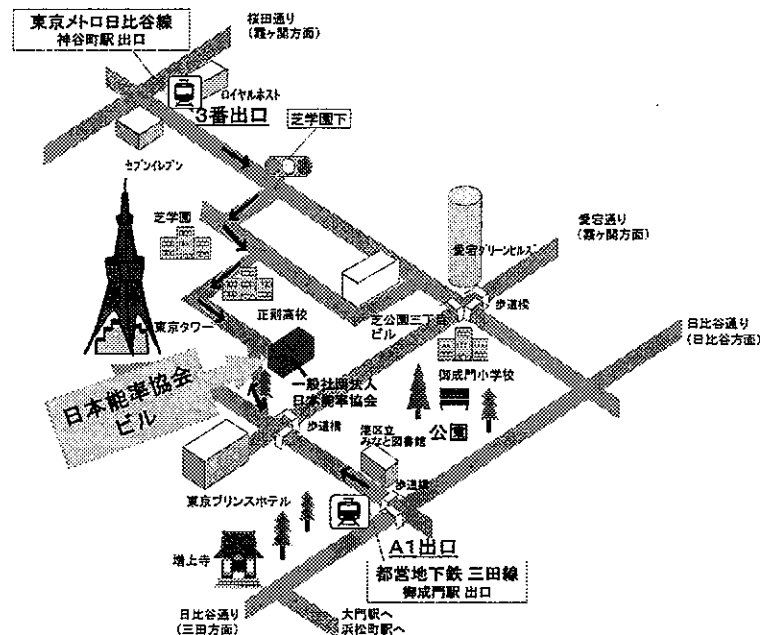 東京メトロ日比谷線
神谷町駅 出口
桜田通り
(霞ヶ関方面)
ロイヤルホスト
3番出口
芝学園下
セブンイレブン
芝学園
愛宕通り
(霞ヶ関方面)
愛宕グリーンヒルズ
歩道橋
正則高校
東京タワー
芝公園三丁目
ビル
日比谷通り
(日比谷方面)
御成門小学校
日本能率協会
ビル
一般社団法人
日本能率協会
公園
歩道橋
港区立
みなと図書館
歩道橋
東京プリンスホテル
A1出口
増上寺
都営地下鉄 三田線
御成門駅 出口
日比谷通り
(三田方面)
大門駅へ
浜松町駅へ